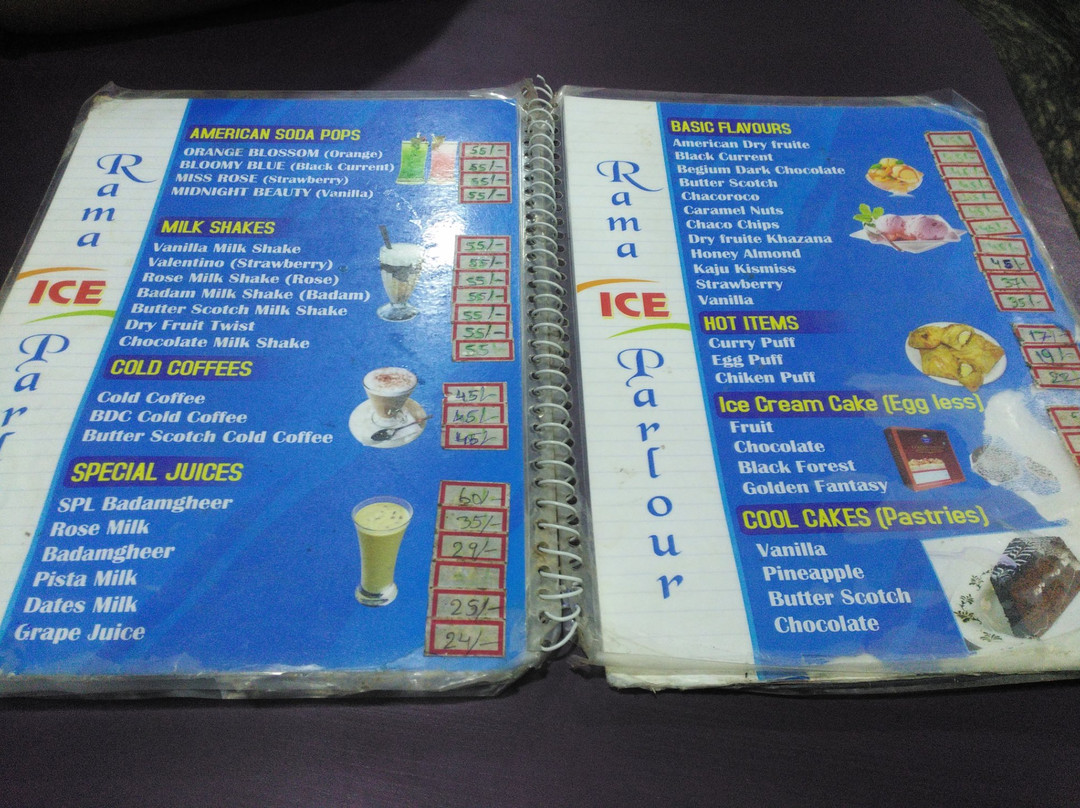 Rama
ICE
Parl
AMERICAN SODA POPS
ORANGE BLOSSOM (Orange) 55/-
BLOOMY BLUE (Black Current) 55/-
MISS ROSE (Strawberry) 55/-
MIDNIGHT BEAUTY (Vanilla) 55/-
MILK SHAKES
Vanilla Milk Shake 55/-
Valentino (Strawberry) 55/-
Rose Milk Shake (Rose) 55/-
Badam Milk Shake (Badam) 55/-
Butter Scotch Milk Shake 55/-
Dry Fruit Twist 55/-
Chocolate Milk Shake 55
COLD COFFEES
Cold Coffee 45/-
BDC Cold Coffee 45/-
Butter Scotch Cold Coffee 45/-
SPECIAL JUICES
SPL Badamgheer 60/-
Rose Milk 35/-
Badamgheer 29/-
Pista Milk
Dates Milk 25/-
Grape Juice 24/-
Rama
ICE
Parlour
BASIC FLAVOURS
American Dry fruite
Black Current
Begium Dark Chocolate
Butter Scotch
Chacoroco
Caramel Nuts
Chaco Chips
Dry fruite Khazana
Honey Almond
Kaju Kismiss 45/-
Strawberry 37/-
Vanilla 35/-
HOT ITEMS
Curry Puff 17/-
Egg Puff 19/-
Chiken Puff
Ice Cream Cake (Egg less)
Fruit
Chocolate
Black Forest
Golden Fantasy
COOL CAKES (Pastries)
Vanilla
Pineapple
Butter Scotch
Chocolate